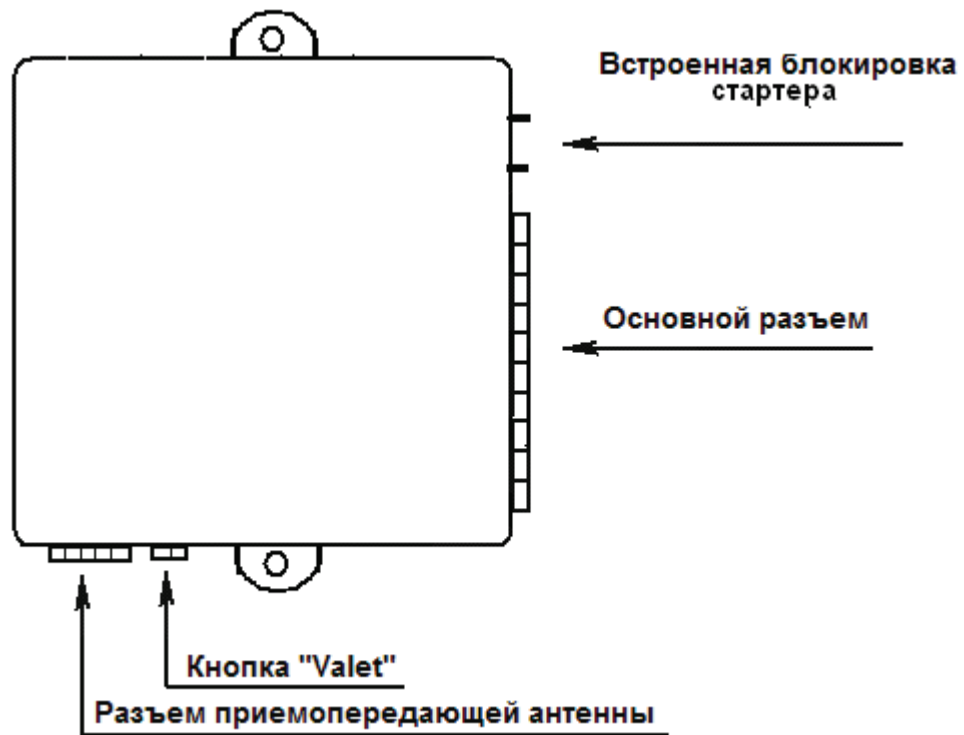 Встроенная блокировка
стартера
Основной разъем
Кнопка "Valet"
Разъем приемопередающей антенны